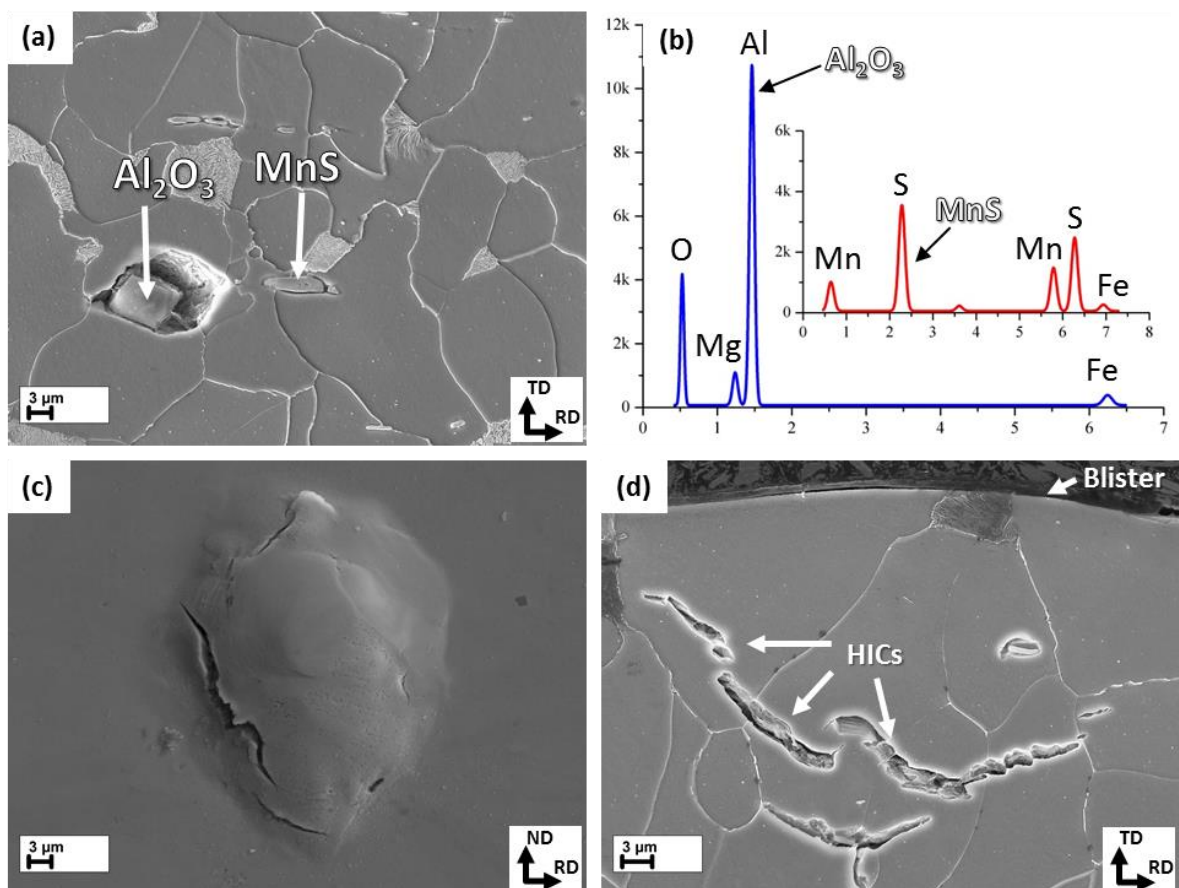 (a)
Al₂O₃ MnS
3 µm
TD
RD
(b)
12k
10k
8k
6k
4k
2k
0
0 1 2 3 4 5 6 7
O
Mg
Al
Al₂O₃
Fe
6k
4k
2k
0
0 1 2 3 4 5 6 7 8
Mn
S
MnS
Mn
S
Fe
(c)
3 µm
ND
RD
(d)
Blister
HICs
3 µm
TD
RD